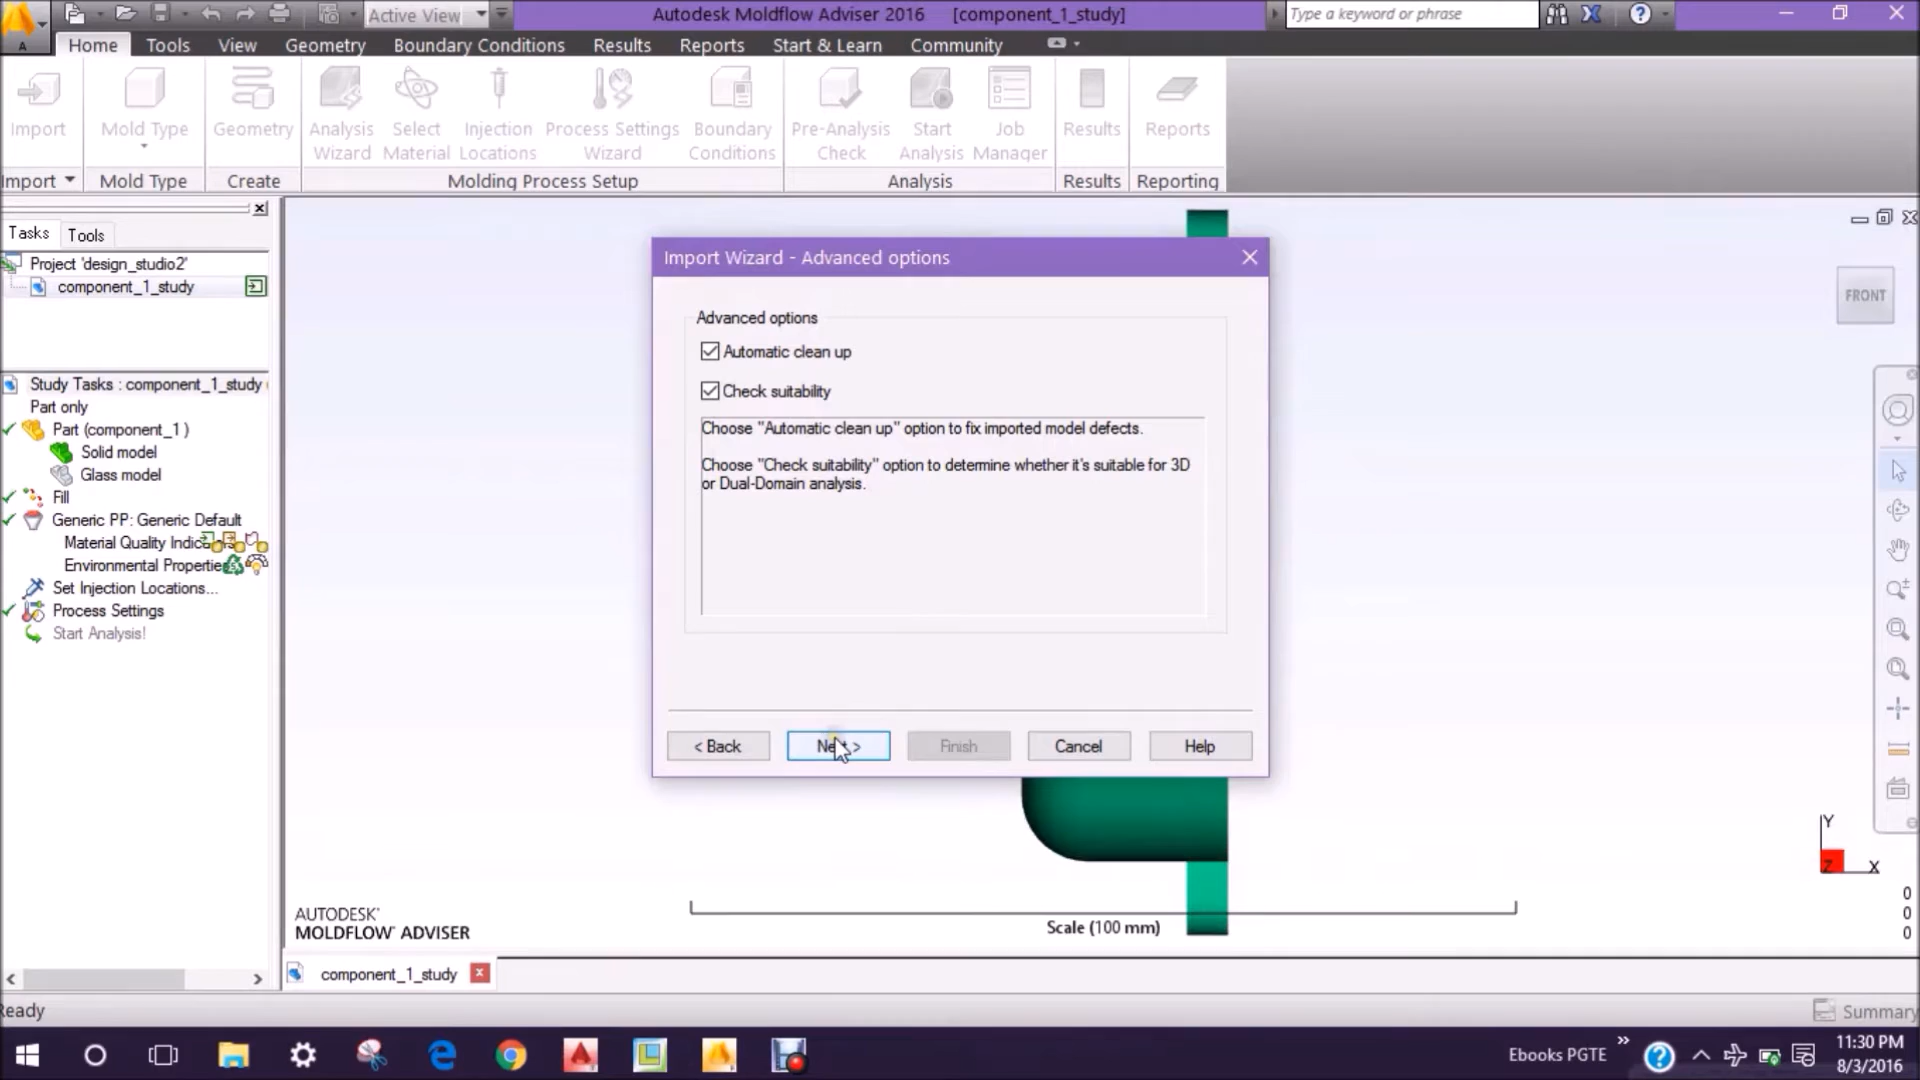 Active View
Autodesk Moldflow Adviser 2016 [component_1_study]
Type a keyword or phrase
A
Home Tools View Geometry Boundary Conditions Results Reports Start & Learn Community
Import
Mold Type
Geometry
Analysis
Wizard
Select
Material
Injection
Locations
Process Settings
Wizard
Boundary
Conditions
Pre-Analysis
Check
Start
Analysis
Job
Manager
Results
Reports
Import Mold Type Create Molding Process Setup Analysis Results Reporting
Tasks Tools
Project 'design_studio2'
component_1_study
Study Tasks : component_1_study
Part only
Part (component_1 )
Solid model
Glass model
Fill
Generic PP: Generic Default
Material Quality
Environmental
Set Injection Locations...
Process Settings
Start Analysis!
Import Wizard - Advanced options
Advanced options
Automatic clean up
Check suitability
Choose "Automatic clean up" option to fix imported model defects.
Choose "Check suitability" option to determine whether it's suitable for 3D
or Dual-Domain analysis.
< Back
Finish
Cancel
Help
FRONT
Y
Z X
0
0
0
AUTODESK®
MOLDFLOW® ADVISER
Scale (100 mm)
component_1_study
Summary
Ebooks PGTE
11:30 PM
8/3/2016